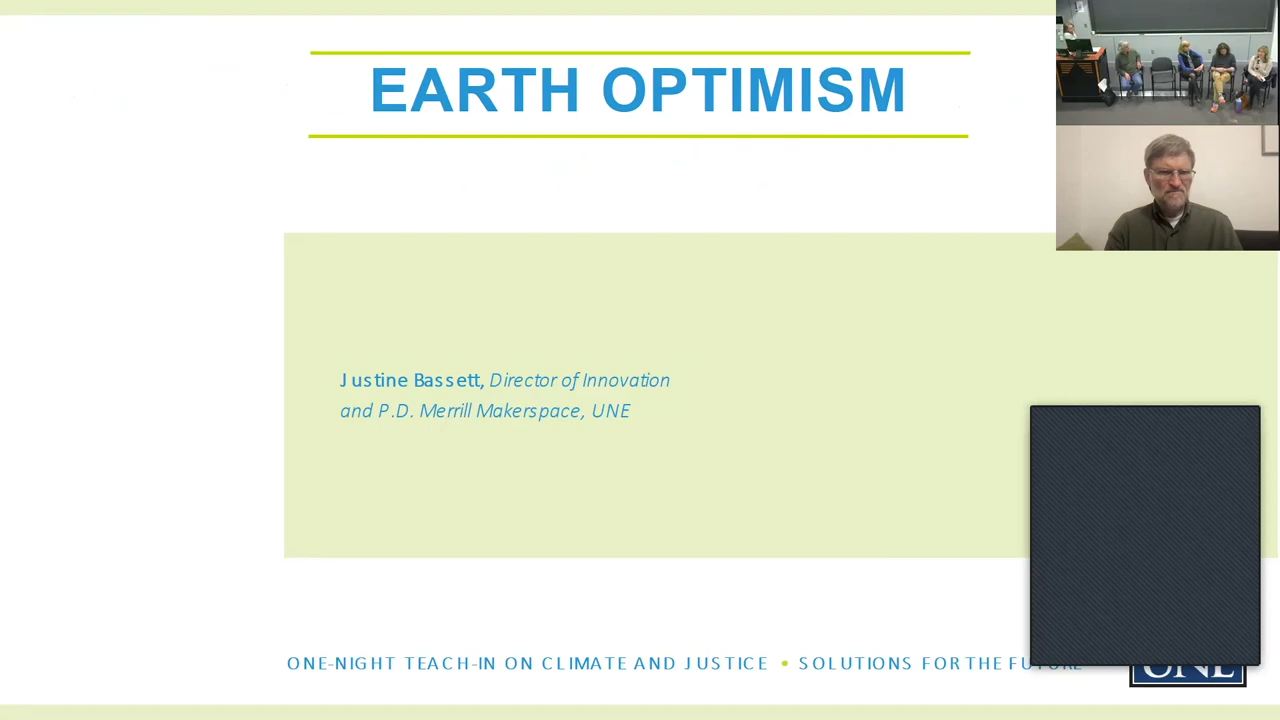 EARTH OPTIMISM
Justine Bassett, Director of Innovation
and P.D. Merrill Makerspace, UNE
ONE-NIGHT TEACH-IN ON CLIMATE AND JUSTICE • SOLUTIONS FOR THE FUTURE
UNE